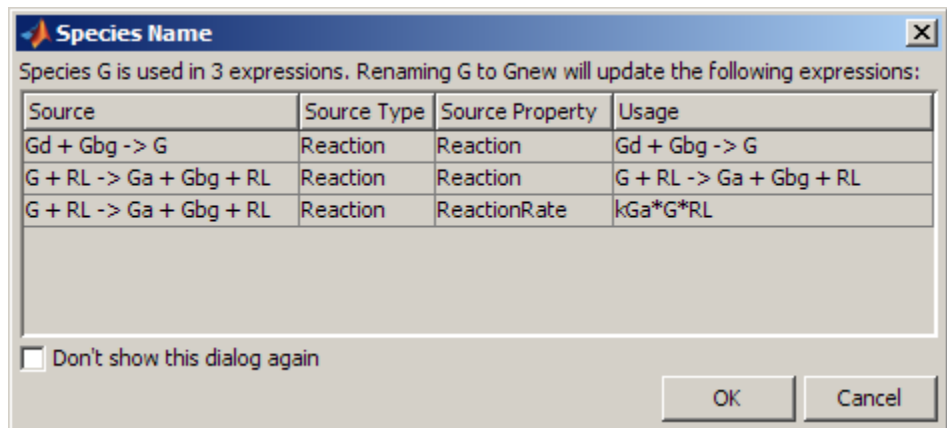 Species Name
Species G is used in 3 expressions. Renaming G to Gnew will update the following expressions:
Source Source Type Source Property Usage
Gd + Gbg -> G Reaction Reaction Gd + Gbg -> G
G + RL -> Ga + Gbg + RL Reaction Reaction G + RL -> Ga + Gbg + RL
G + RL -> Ga + Gbg + RL Reaction ReactionRate kGa*G*RL
Don't show this dialog again
OK Cancel